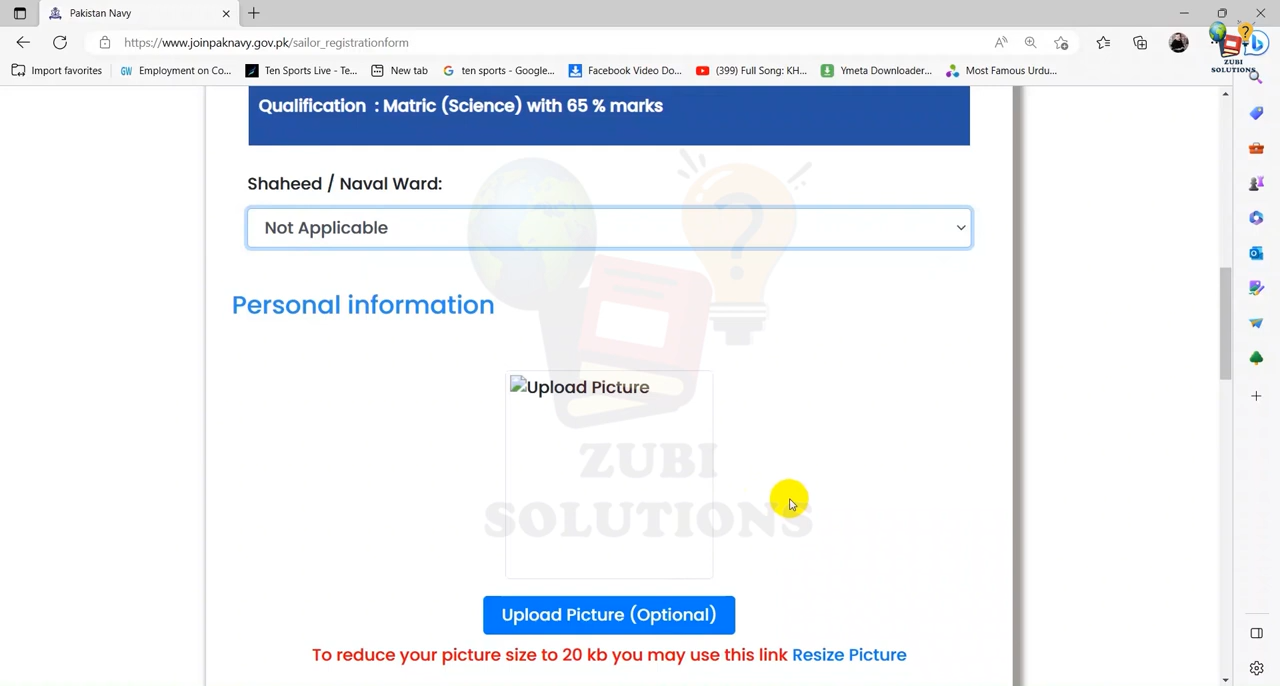 Pakistan Navy
https://www.joinpaknavy.gov.pk/sailor_registrationform
ZUBI
SOLUTIONS
Import favorites
Employment on Co...
Ten Sports Live - Te...
New tab
ten sports - Google...
Facebook Video Do...
(399) Full Song: KH...
Ymeta Downloader...
Most Famous Urdu...
Qualification : Matric (Science) with 65 % marks
Shaheed / Naval Ward:
Not Applicable
Personal information
Upload Picture
ZUBI
SOLUTIONS
Upload Picture (Optional)
To reduce your picture size to 20 kb you may use this link Resize Picture